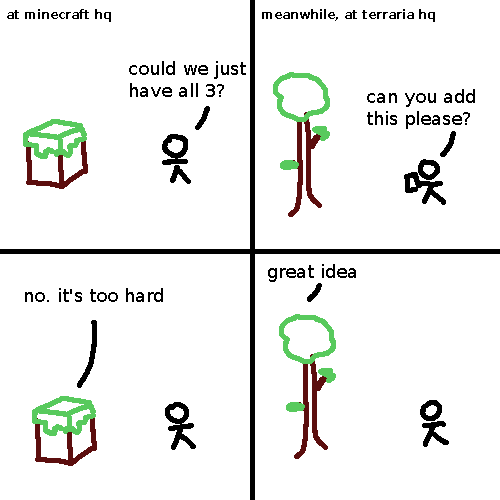 at minecraft hq
could we just
have all 3?
meanwhile, at terraria hq
can you add
this please?
no. it's too hard
great idea